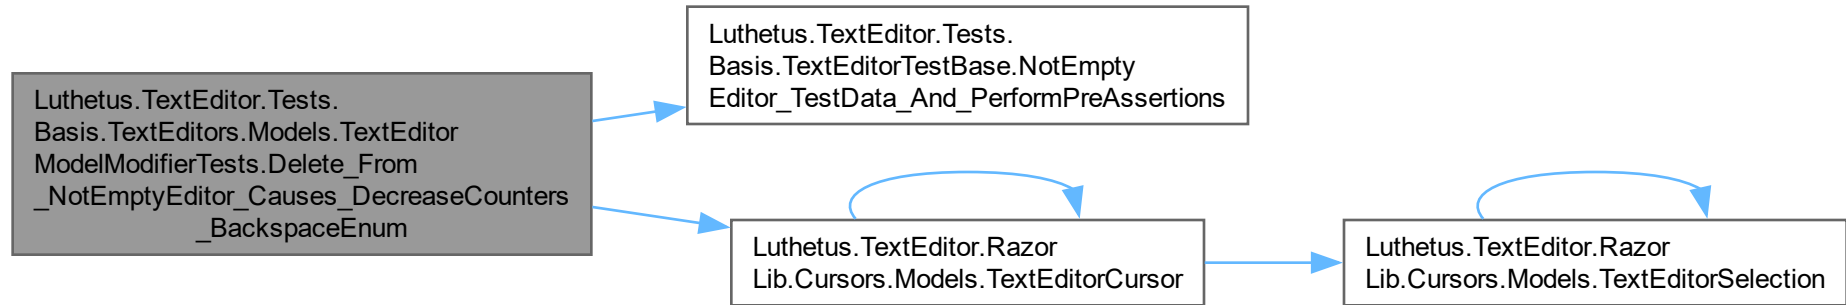 Luthetus.TextEditor.Tests.
Basis.TextEditors.Models.TextEditor
ModelModifierTests.Delete_From
_NotEmptyEditor_Causes_DecreaseCounters
_BackspaceEnum
Luthetus.TextEditor.Tests.
Basis.TextEditorTestBase.NotEmpty
Editor_TestData_And_PerformPreAssertions
Luthetus.TextEditor.Razor
Lib.Cursors.Models.TextEditorCursor
Luthetus.TextEditor.Razor
Lib.Cursors.Models.TextEditorSelection